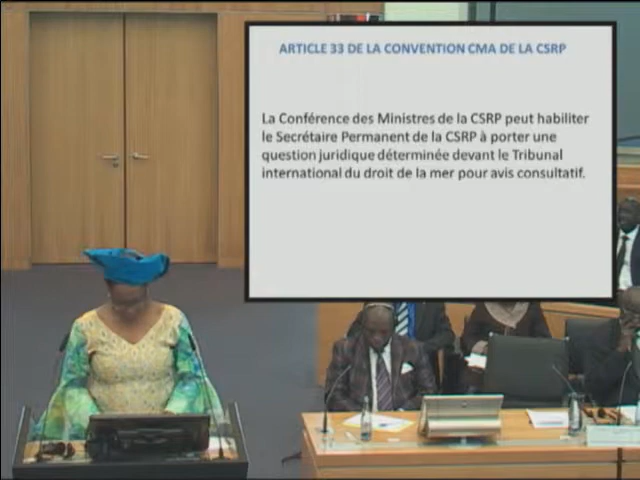 ARTICLE 33 DE LA CONVENTION CMA DE LA CSRP
La Conférence des Ministres de la CSRP peut habiliter
le Secrétaire Permanent de la CSRP à porter une
question juridique déterminée devant le Tribunal
international du droit de la mer pour avis consultatif.